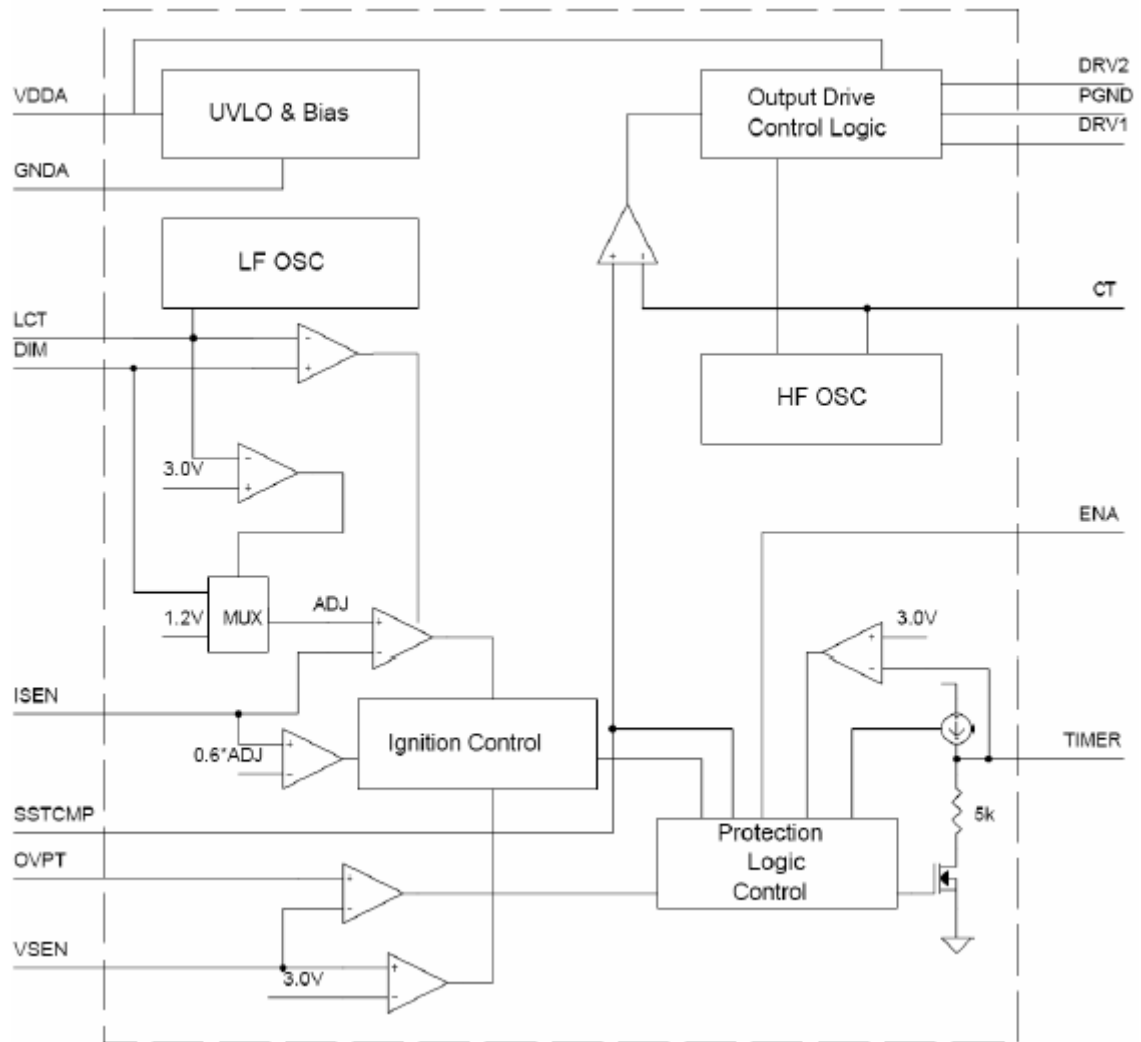 DRV2
VDDA
UVLO & Bias
Output Drive
Control Logic
PGND
DRV1
GNDA
LF OSC
+
-
CT
LCT
DIM
-
+
HF OSC
3.0V
-
+
ENA
1.2V
MUX
ADJ
+
-
3.0V
+
-
ISEN
0.6*ADJ
+
-
Ignition Control
TIMER
5k
SSTCMP
Protection
Logic
Control
OVPT
+
-
VSEN
3.0V
+
-